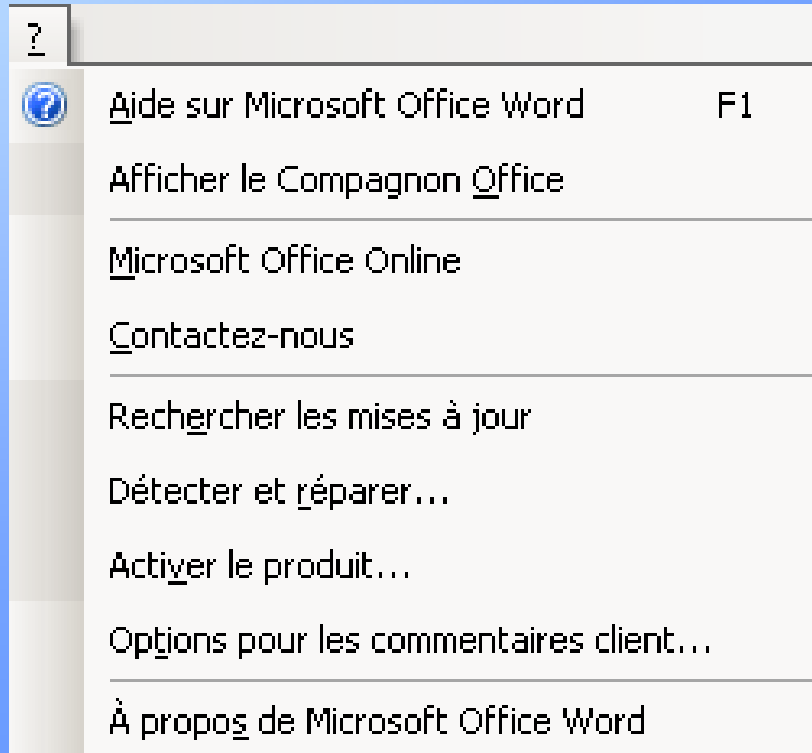 ?
Aide sur Microsoft Office Word F1
Afficher le Compagnon Office
Microsoft Office Online
Contactez-nous
Rechercher les mises à jour
Détecter et réparer...
Activer le produit...
Options pour les commentaires client...
À propos de Microsoft Office Word